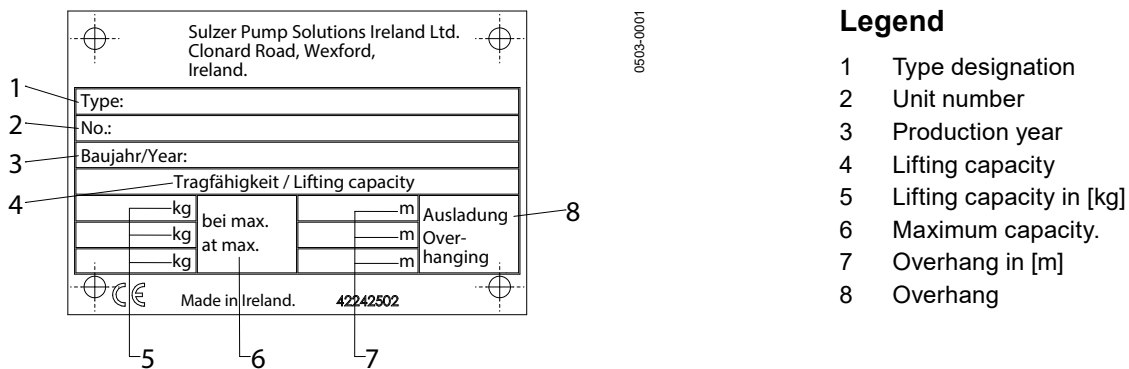 Sulzer Pump Solutions Ireland Ltd.
Clonard Road, Wexford,
Ireland.
1
Type:
2
No.:
3
Baujahr/Year:
4
Tragfähigkeit / Lifting capacity
kg
kg
kg
bei max.
at max.
m
m
m
Ausladung
Over-
hanging
8
CE
Made in Ireland.
42242502
5
6
7
0503-0001
Legend
1 Type designation
2 Unit number
3 Production year
4 Lifting capacity
5 Lifting capacity in [kg]
6 Maximum capacity.
7 Overhang in [m]
8 Overhang